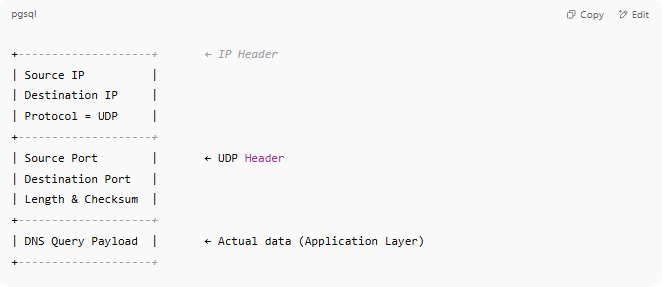 pgsql Copy Edit
+--------------------+ ← IP Header
| Source IP |
| Destination IP |
| Protocol = UDP |
+--------------------+
| Source Port | ← UDP Header
| Destination Port |
| Length & Checksum |
+--------------------+
| DNS Query Payload | ← Actual data (Application Layer)
+--------------------+